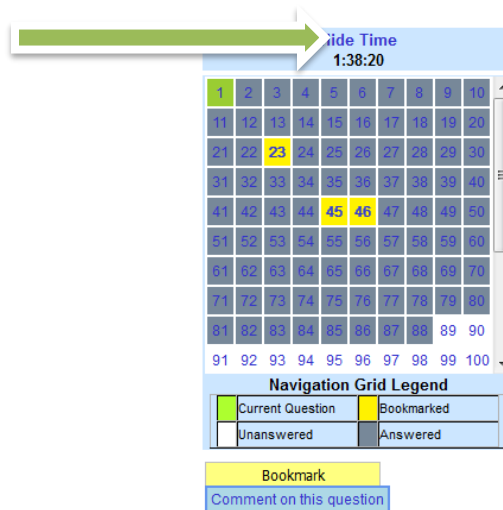 ide Time
1:38:20
1 2 3 4 5 6 7 8 9 10
11 12 13 14 15 16 17 18 19 20
21 22 23 24 25 26 27 28 29 30
31 32 33 34 35 36 37 38 39 40
41 42 43 44 45 46 47 48 49 50
51 52 53 54 55 56 57 58 59 60
61 62 63 64 65 66 67 68 69 70
71 72 73 74 75 76 77 78 79 80
81 82 83 84 85 86 87 88 89 90
91 92 93 94 95 96 97 98 99 100
Navigation Grid Legend
Current Question Bookmarked
Unanswered Answered
Bookmark
Comment on this question